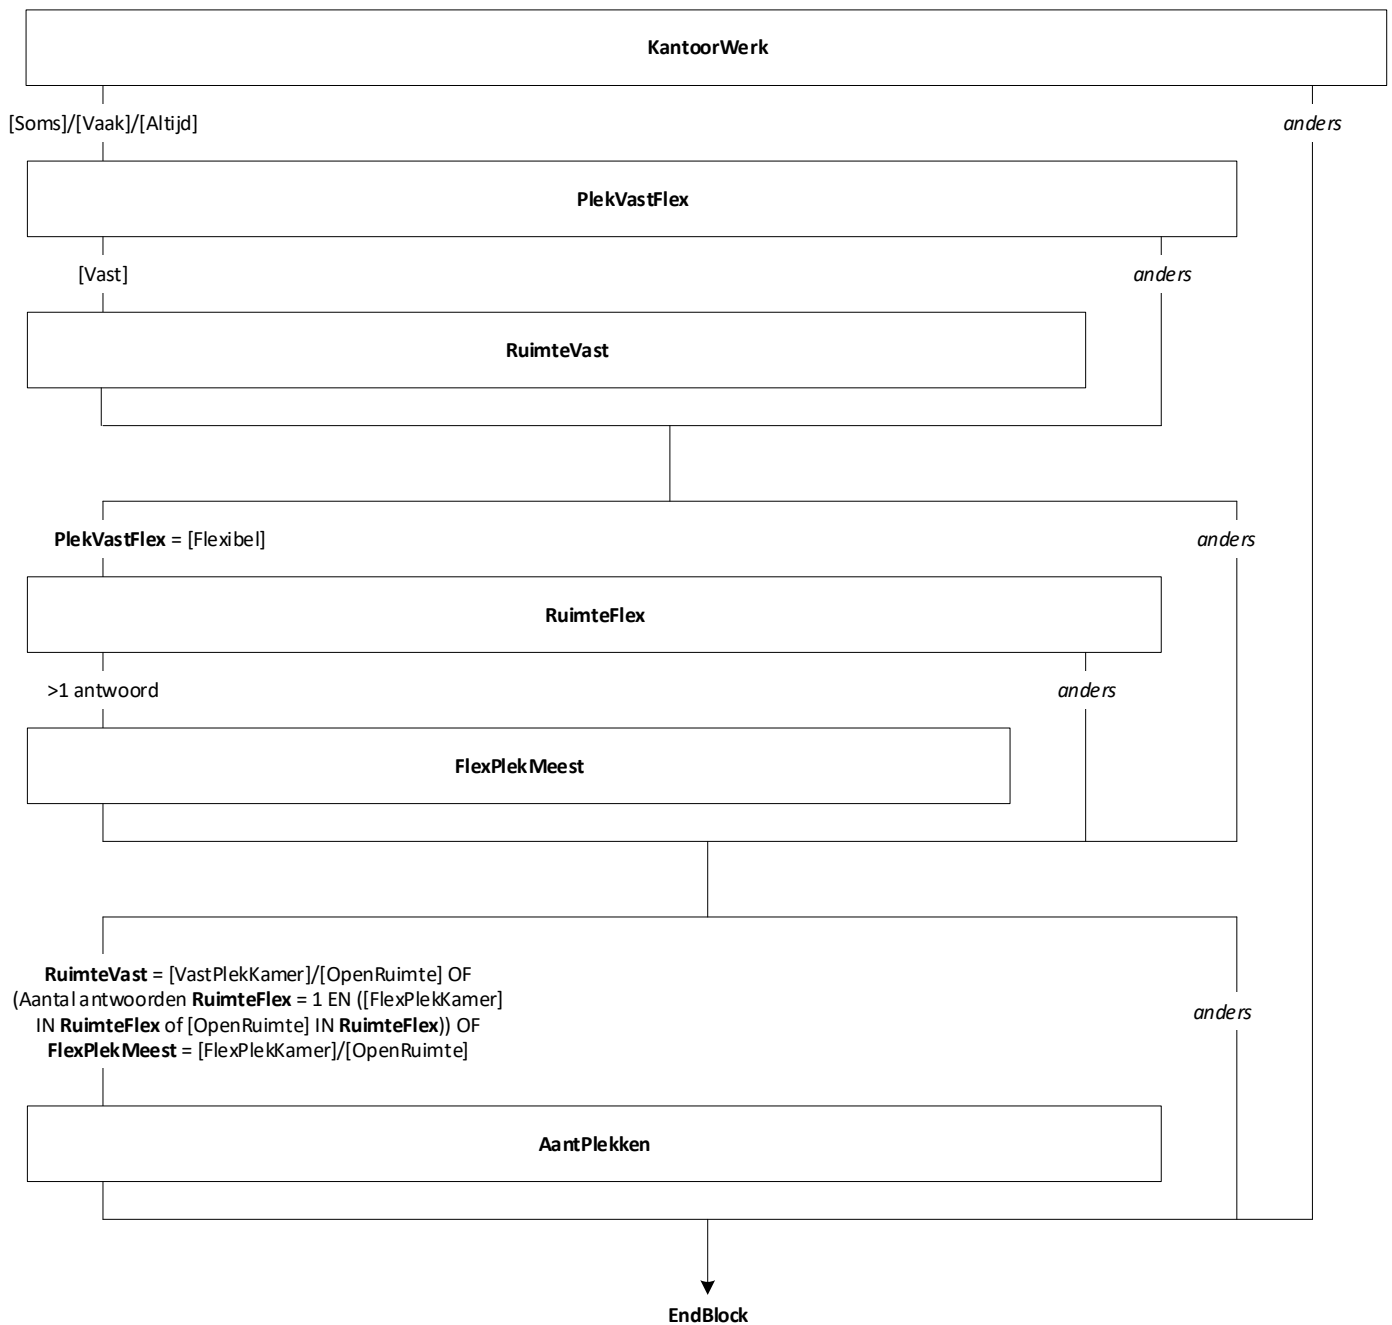 KantoorWerk
[Soms]/[Vaak]/[Altijd]
anders
PlekVastFlex
[Vast]
anders
RuimteVast
PlekVastFlex = [Flexibel]
anders
RuimteFlex
>1 antwoord
anders
FlexPlekMeest
RuimteVast = [VastPlekKamer]/[OpenRuimte] OF
(Aantal antwoorden RuimteFlex = 1 EN ([FlexPlekKamer]
IN RuimteFlex of [OpenRuimte] IN RuimteFlex)) OF
FlexPlekMeest = [FlexPlekKamer]/[OpenRuimte]
anders
AantPlekken
EndBlock